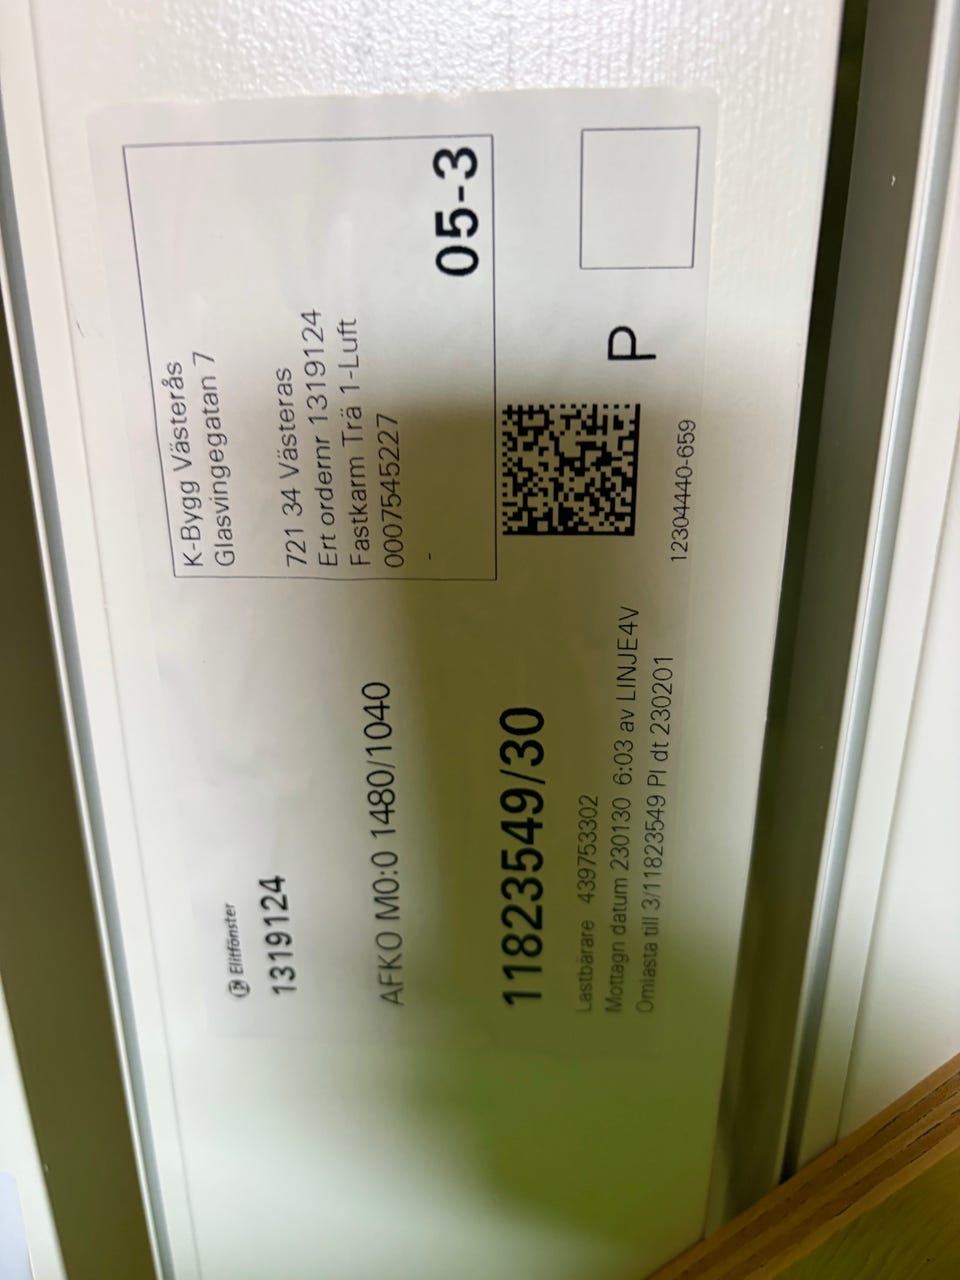 Elitfönster
1319124
AFKO M0:0 1480/1040
K-Bygg Västerås
Glasvingegatan 7
721 34 Västeras
Ert ordernr 1319124
Fastkarm Trä 1-Luft
0007545227
-
05-3
11823549/30
Lastbärare 439753302
Mottagn datum 230130 6:03 av LINJE4V
Omlasta till 3/11823549 Pl dt 230201
P
12304440-659